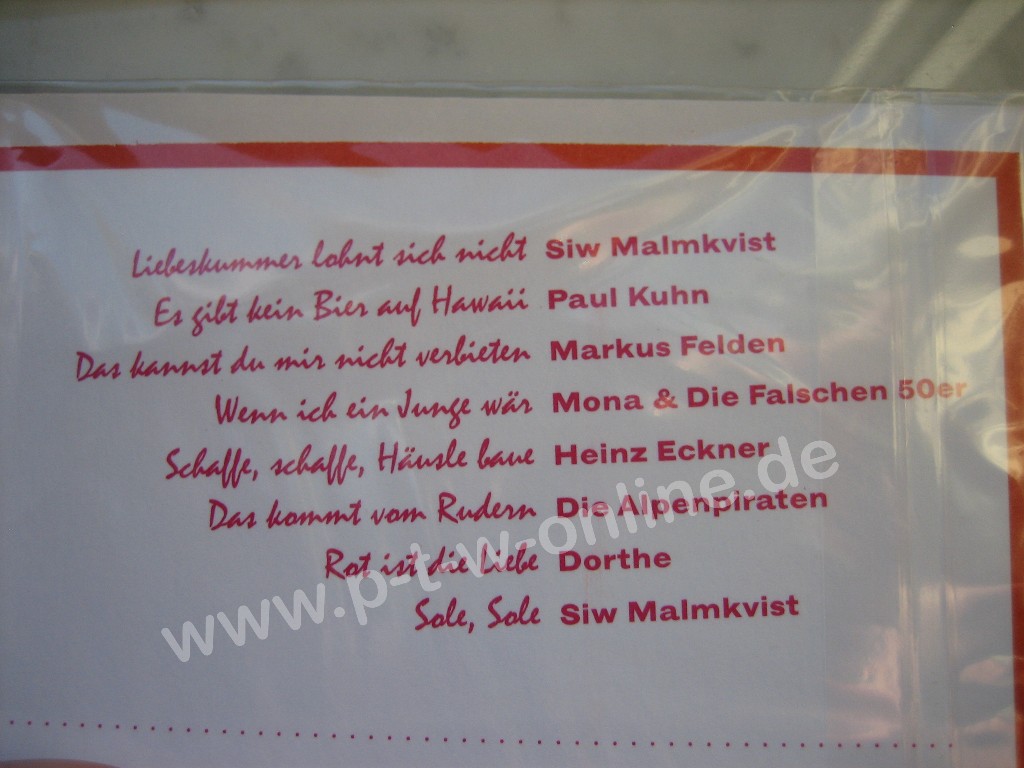 Liebeskummer lohnt sich nicht Siw Malmkvist
Es gibt kein Bier auf Hawaii Paul Kuhn
Das kannst du mir nicht verbieten Markus Felden
Wenn ich ein Junge wär Mona & Die Falschen 50er
Schaffe, schaffe, Häusle baue Heinz Eckner
Das kommt vom Rudern Die Alpenpiraten
Rot ist die Liebe Dorthe
Sole, Sole Siw Malmkvist
www.p-t-w-online.de